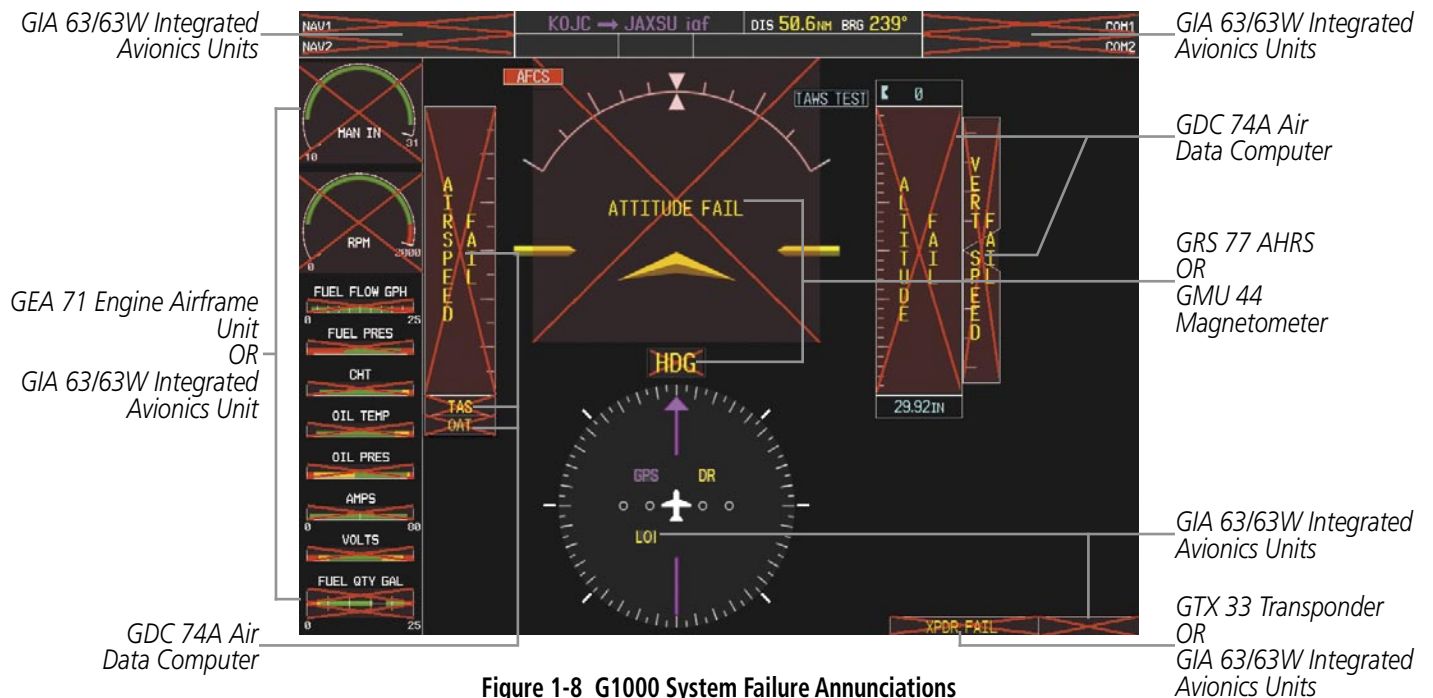 GIA 63/63W Integrated
Avionics Units
NAV1
NAV2
KOJC → JAXSU iaf
DIS 50.6NM BRG 239°
COM1
COM2
GIA 63/63W Integrated
Avionics Units
AFCS
TAWS TEST
0
MAN IN
10
31
RPM
0
3000
FUEL FLOW GPH
0
25
FUEL PRES
CHT
OIL TEMP
OIL PRES
AMPS
0
80
VOLTS
FUEL QTY GAL
0
25
AIRSPEED
FAIL
TAS
OAT
ATTITUDE FAIL
HDG
ALTITUDE
FAIL
VERT SPEED
FAIL
29.92IN
GPS
DR
LOI
XPDR FAIL
GDC 74A Air
Data Computer
GRS 77 AHRS
OR
GMU 44
Magnetometer
GEA 71 Engine Airframe
Unit
OR
GIA 63/63W Integrated
Avionics Unit
GIA 63/63W Integrated
Avionics Units
GDC 74A Air
Data Computer
GTX 33 Transponder
OR
GIA 63/63W Integrated
Avionics Units
Figure 1-8 G1000 System Failure Annunciations